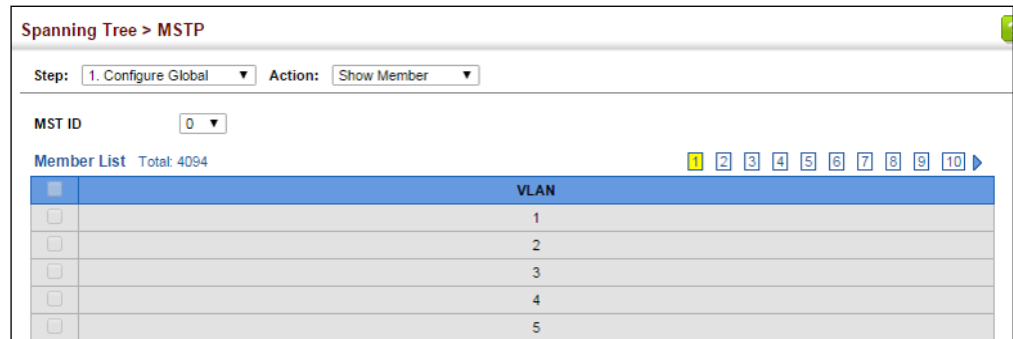 Spanning Tree > MSTP
Step: 1. Configure Global Action: Show Member
MST ID 0
Member List Total: 4094 1 2 3 4 5 6 7 8 9 10
VLAN
1
2
3
4
5